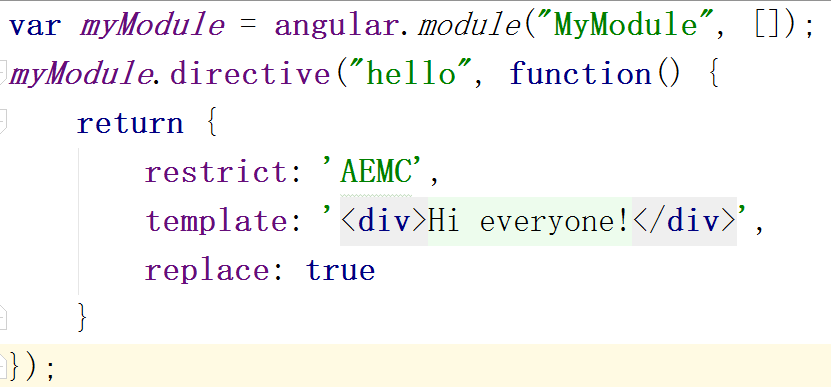 var myModule = angular.module("MyModule", []);
myModule.directive("hello", function() {
    return {
        restrict: 'AEMC',
        template: '<div>Hi everyone!</div>',
        replace: true
    }
});